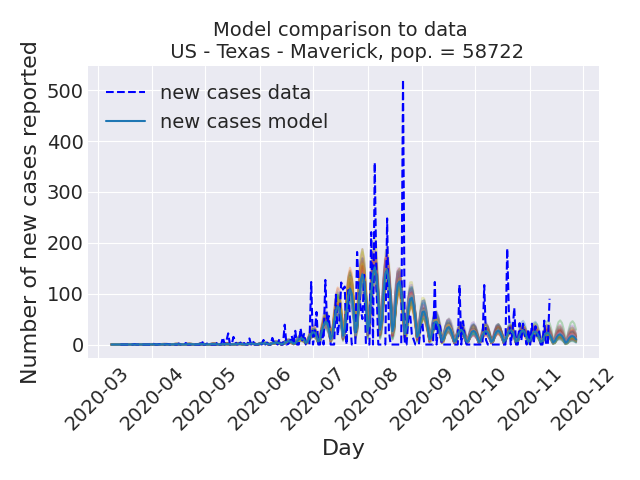 Model comparison to data
US - Texas - Maverick, pop. = 58722
Number of new cases reported
500
400
300
200
100
0
new cases data
new cases model
2020-03
2020-04
2020-05
2020-06
2020-07
2020-08
2020-09
2020-10
2020-11
2020-12
Day